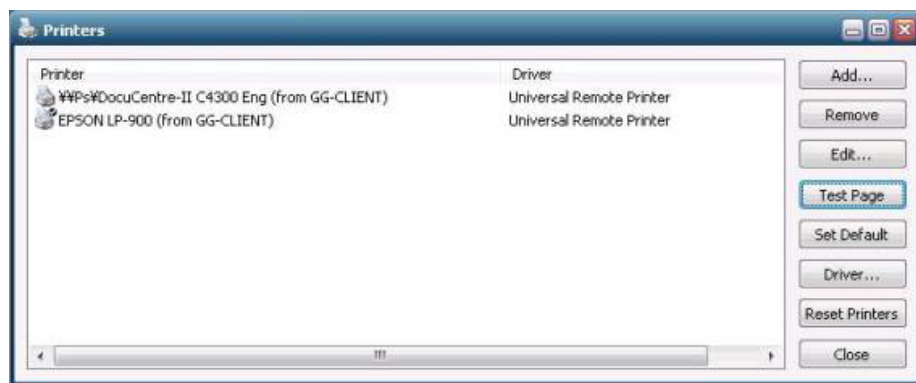 Printers
Printer Driver
¥¥Ps¥DocuCentre-II C4300 Eng (from GG-CLIENT) Universal Remote Printer
EPSON LP-900 (from GG-CLIENT) Universal Remote Printer
Add...
Remove
Edit...
Test Page
Set Default
Driver...
Reset Printers
Close